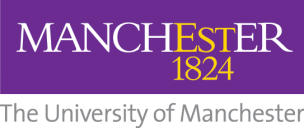 MANCHEstER
1824
The University of Manchester